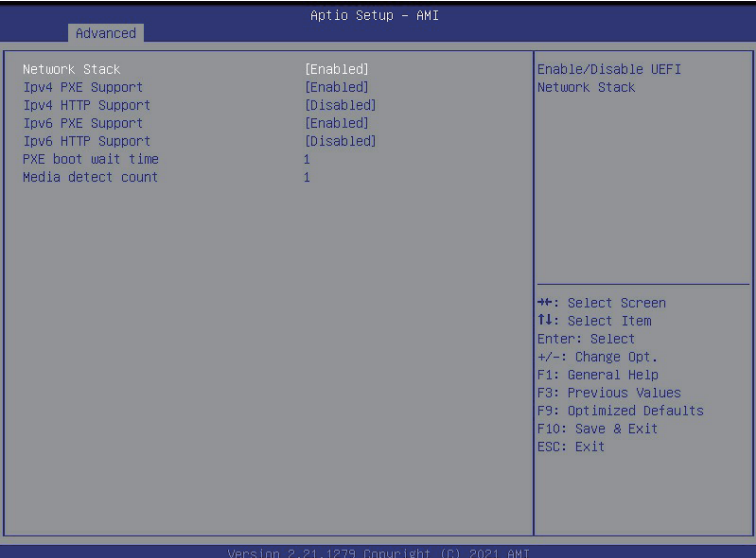 Aptio Setup – AMI
Advanced
Network Stack [Enabled]
Ipv4 PXE Support [Enabled]
Ipv4 HTTP Support [Disabled]
Ipv6 PXE Support [Enabled]
Ipv6 HTTP Support [Disabled]
PXE boot wait time 1
Media detect count 1
Enable/Disable UEFI
Network Stack
→←: Select Screen
↑↓: Select Item
Enter: Select
+/-: Change Opt.
F1: General Help
F3: Previous Values
F9: Optimized Defaults
F10: Save & Exit
ESC: Exit
Version 2.21.1279 Copyright (C) 2021 AMI